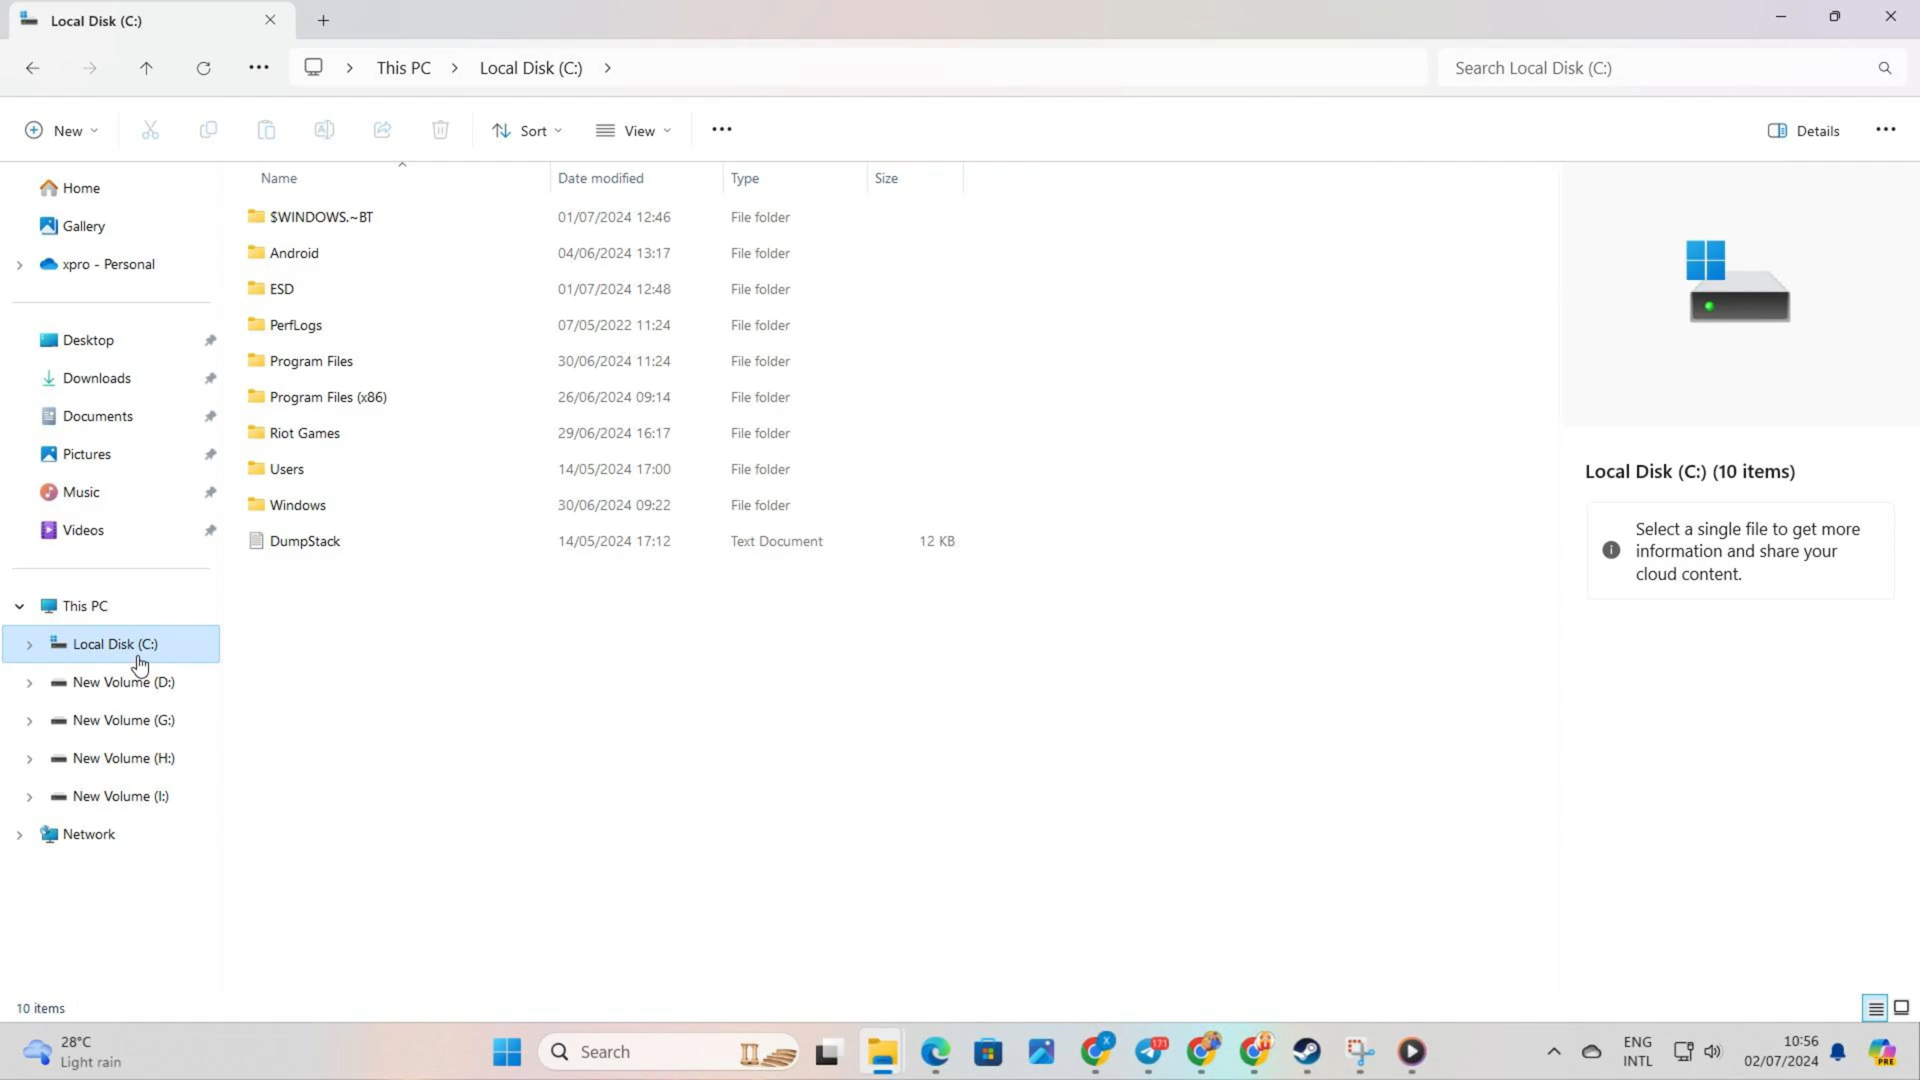 Local Disk (C:)
This PC > Local Disk (C:) >
Search Local Disk (C:)
New
Sort
View
Details
Name Date modified Type Size
$WINDOWS.~BT 01/07/2024 12:46 File folder
Android 04/06/2024 13:17 File folder
ESD 01/07/2024 12:48 File folder
PerfLogs 07/05/2022 11:24 File folder
Program Files 30/06/2024 11:24 File folder
Program Files (x86) 26/06/2024 09:14 File folder
Riot Games 29/06/2024 16:17 File folder
Users 14/05/2024 17:00 File folder
Windows 30/06/2024 09:22 File folder
DumpStack 14/05/2024 17:12 Text Document 12 KB
Home
Gallery
xpro - Personal
Desktop
Downloads
Documents
Pictures
Music
Videos
This PC
Local Disk (C:)
New Volume (D:)
New Volume (G:)
New Volume (H:)
New Volume (I:)
Network
Local Disk (C:) (10 items)
Select a single file to get more
information and share your
cloud content.
10 items
28°C
Light rain
Search
X
171
ENG
INTL
10:56
02/07/2024
PRE